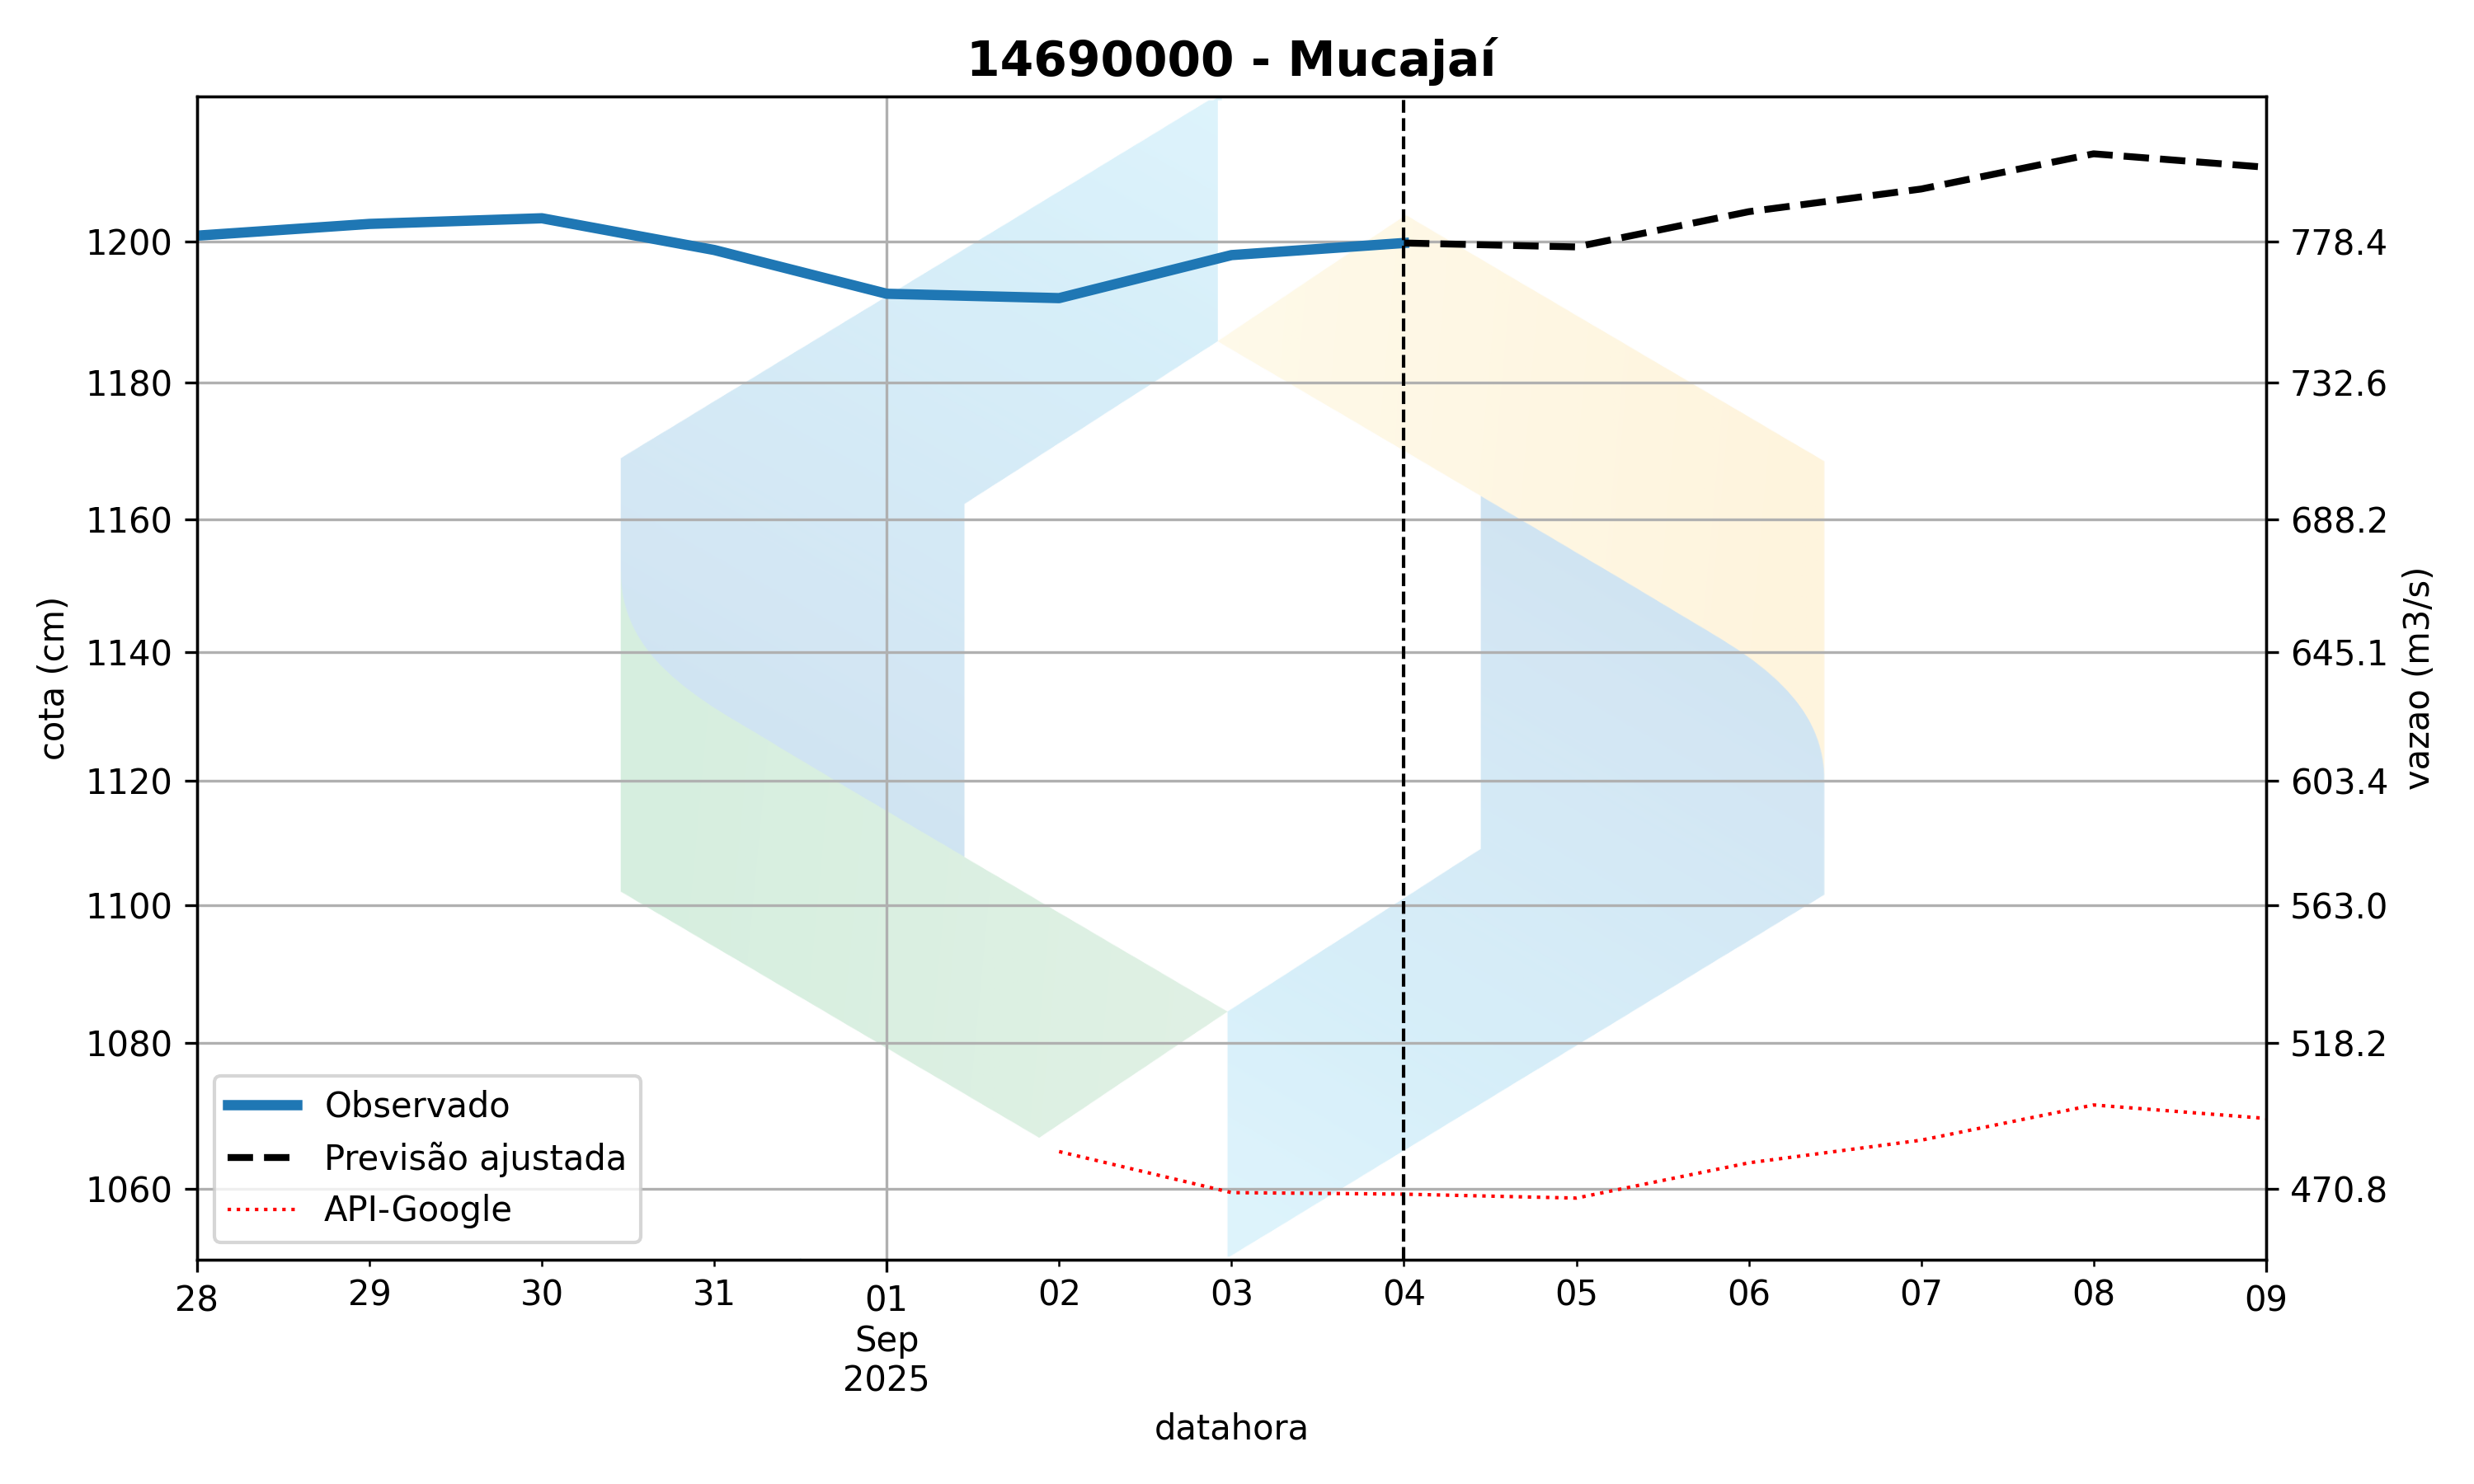 14690000 - Mucajaí
cota (cm)
1200
1180
1160
1140
1120
1100
1080
1060
778.4
732.6
688.2
645.1
603.4
563.0
518.2
470.8
vazao (m3/s)
Observado
Previsão ajustada
API-Google
28 29 30 31 01 02 03 04 05 06 07 08 09
Sep
2025
datahora